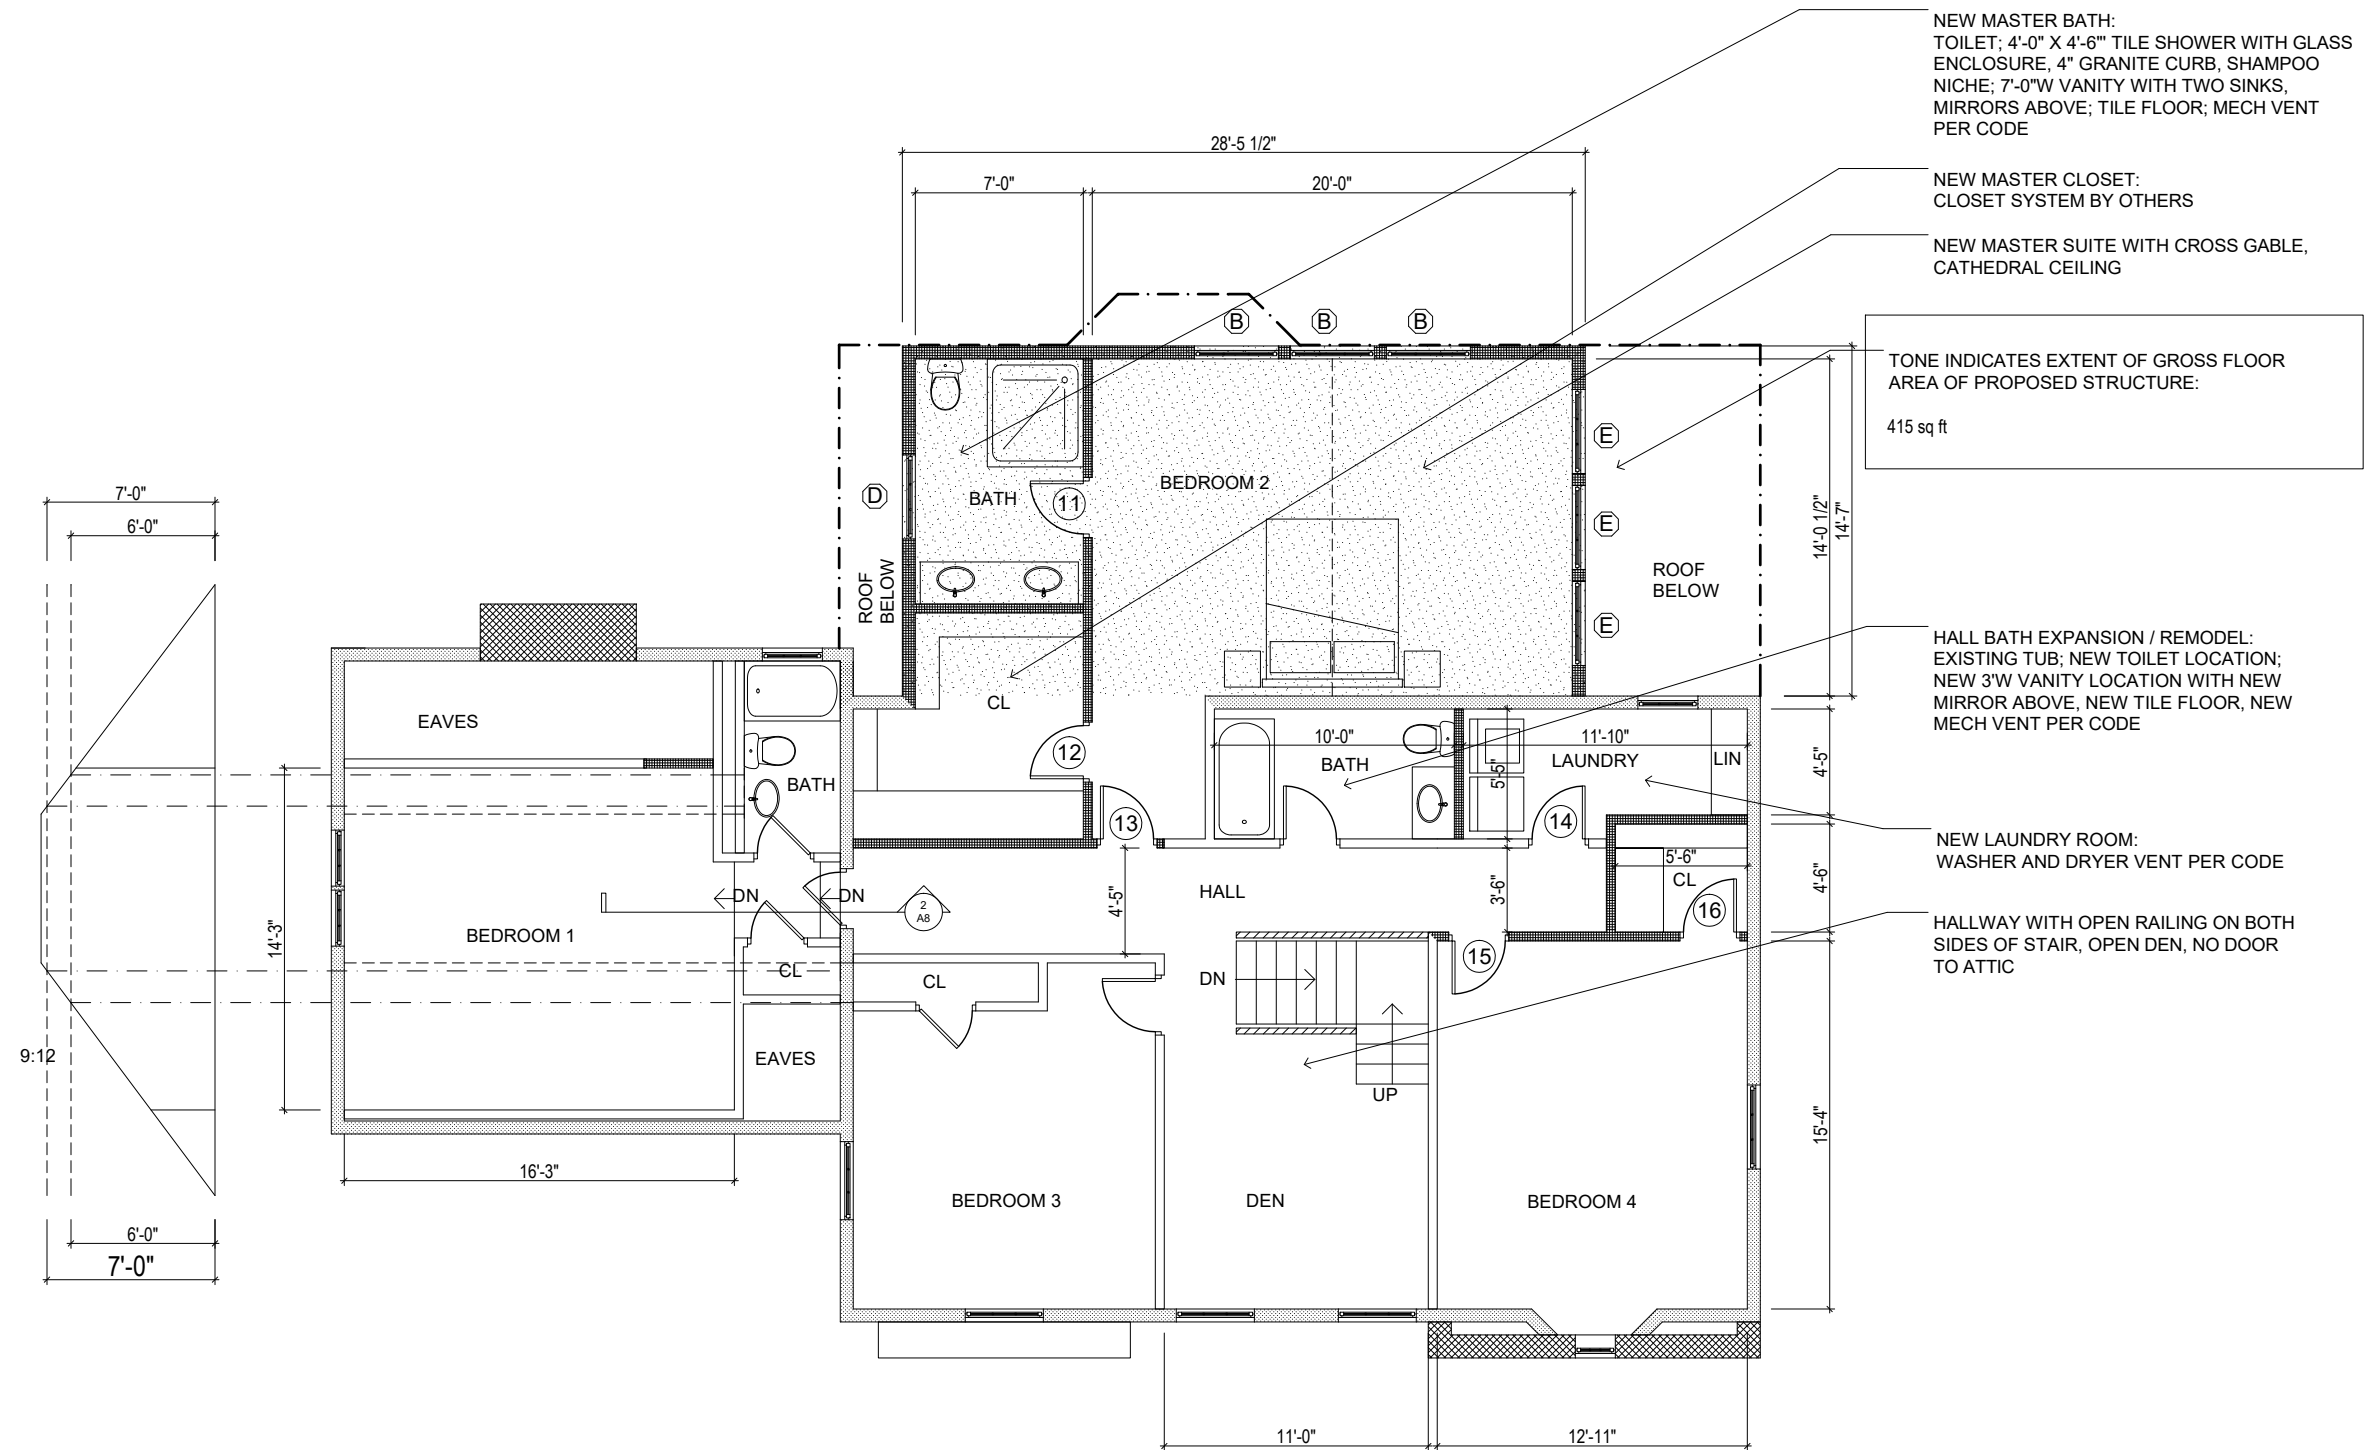 NEW MASTER BATH:
TOILET; 4'-0" X 4'-6"' TILE SHOWER WITH GLASS
ENCLOSURE, 4" GRANITE CURB, SHAMPOO
NICHE; 7'-0"W VANITY WITH TWO SINKS,
MIRRORS ABOVE; TILE FLOOR; MECH VENT
PER CODE
NEW MASTER CLOSET:
CLOSET SYSTEM BY OTHERS
NEW MASTER SUITE WITH CROSS GABLE,
CATHEDRAL CEILING
TONE INDICATES EXTENT OF GROSS FLOOR
AREA OF PROPOSED STRUCTURE:
415 sq ft
HALL BATH EXPANSION / REMODEL:
EXISTING TUB; NEW TOILET LOCATION;
NEW 3'W VANITY LOCATION WITH NEW
MIRROR ABOVE, NEW TILE FLOOR, NEW
MECH VENT PER CODE
NEW LAUNDRY ROOM:
WASHER AND DRYER VENT PER CODE
HALLWAY WITH OPEN RAILING ON BOTH
SIDES OF STAIR, OPEN DEN, NO DOOR
TO ATTIC
28'-5 1/2"
7'-0"
20'-0"
B
B
B
E
E
E
D
BATH
11
BEDROOM 2
ROOF
BELOW
ROOF
BELOW
14'-0 1/2"
14'-7"
7'-0"
6'-0"
EAVES
CL
12
BATH
10'-0"
BATH
5'-5"
11'-10"
LAUNDRY
LIN
4'-5"
13
14
5'-6"
CL
4'-6"
16
DN
DN
2
A8
4'-5"
HALL
3'-6"
BEDROOM 1
14'-3"
15
CL
CL
DN
9:12
EAVES
UP
15'-4"
16'-3"
BEDROOM 3
DEN
BEDROOM 4
6'-0"
7'-0"
11'-0"
12'-11"